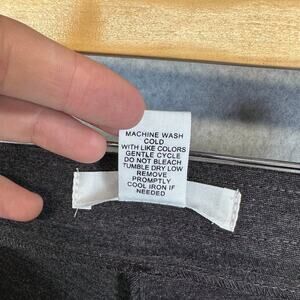 MACHINE WASH
COLD
WITH LIKE COLORS
GENTLE CYCLE
DO NOT BLEACH
TUMBLE DRY LOW
REMOVE
PROMPTLY
COOL IRON IF
NEEDED